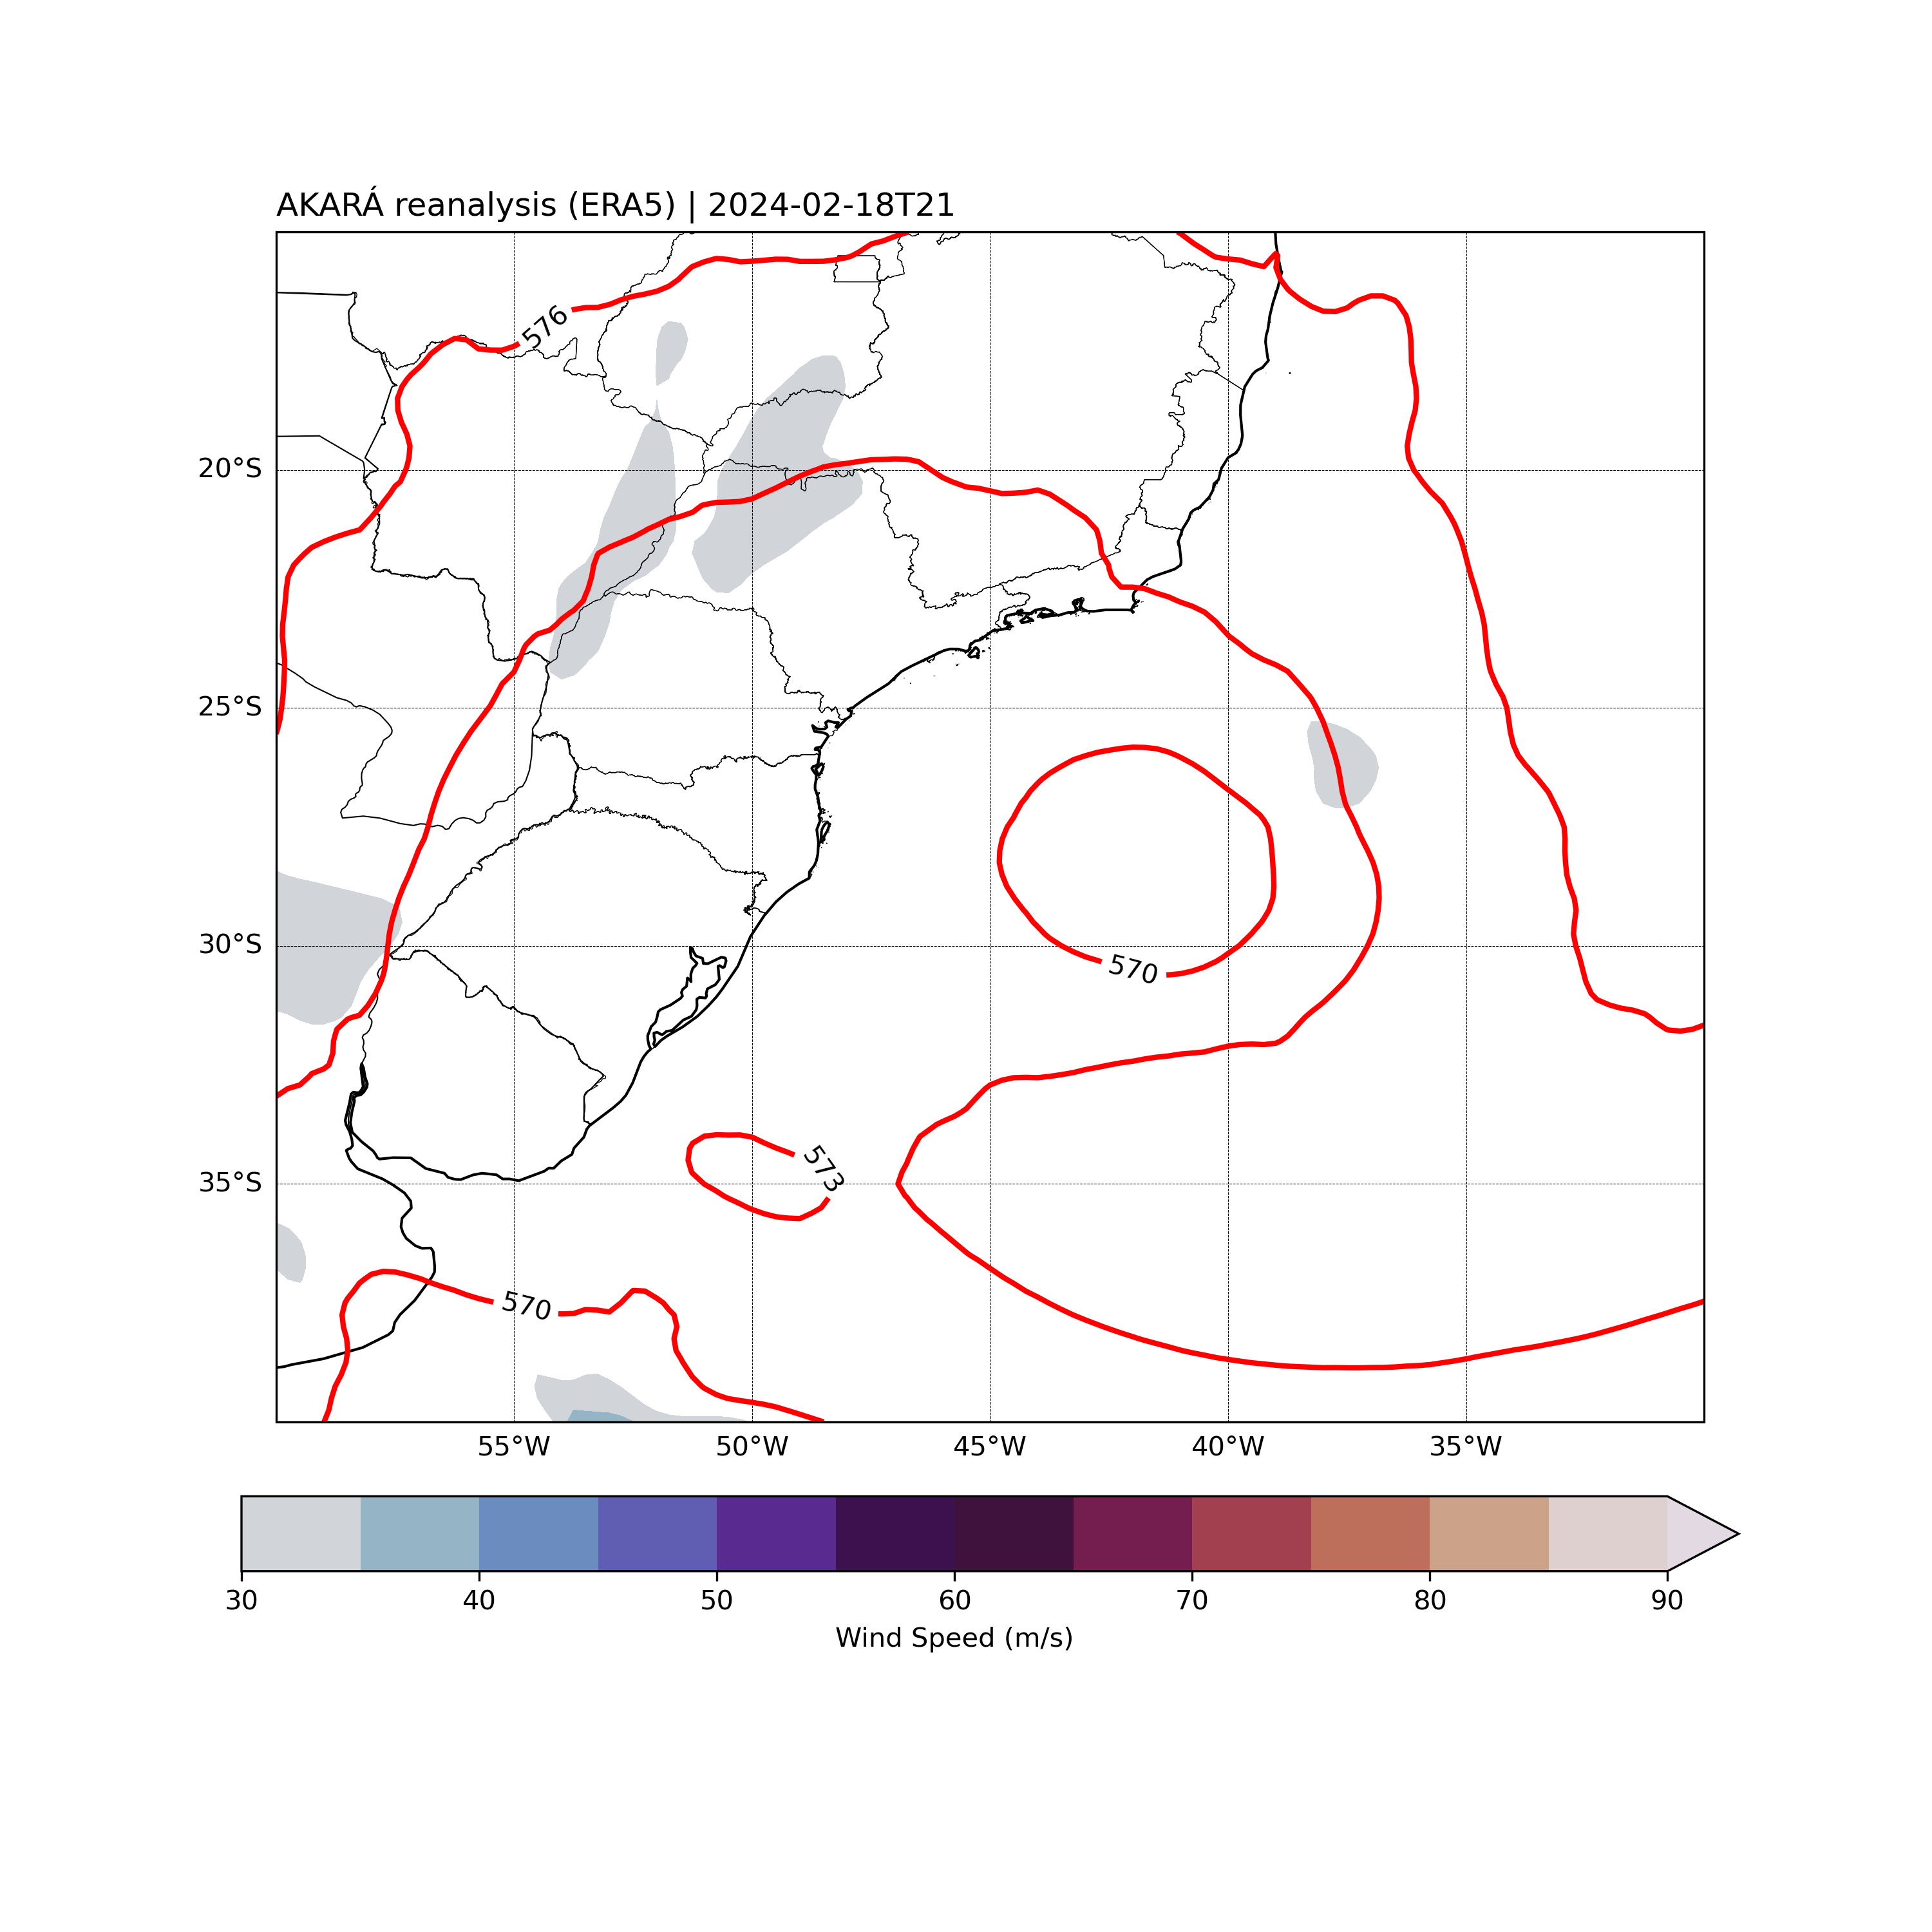 AKARÁ reanalysis (ERA5) | 2024-02-18T21
576
20°S
25°S
30°S
570
573
35°S
570
55°W 50°W 45°W 40°W 35°W
30 40 50 60 70 80 90
Wind Speed (m/s)